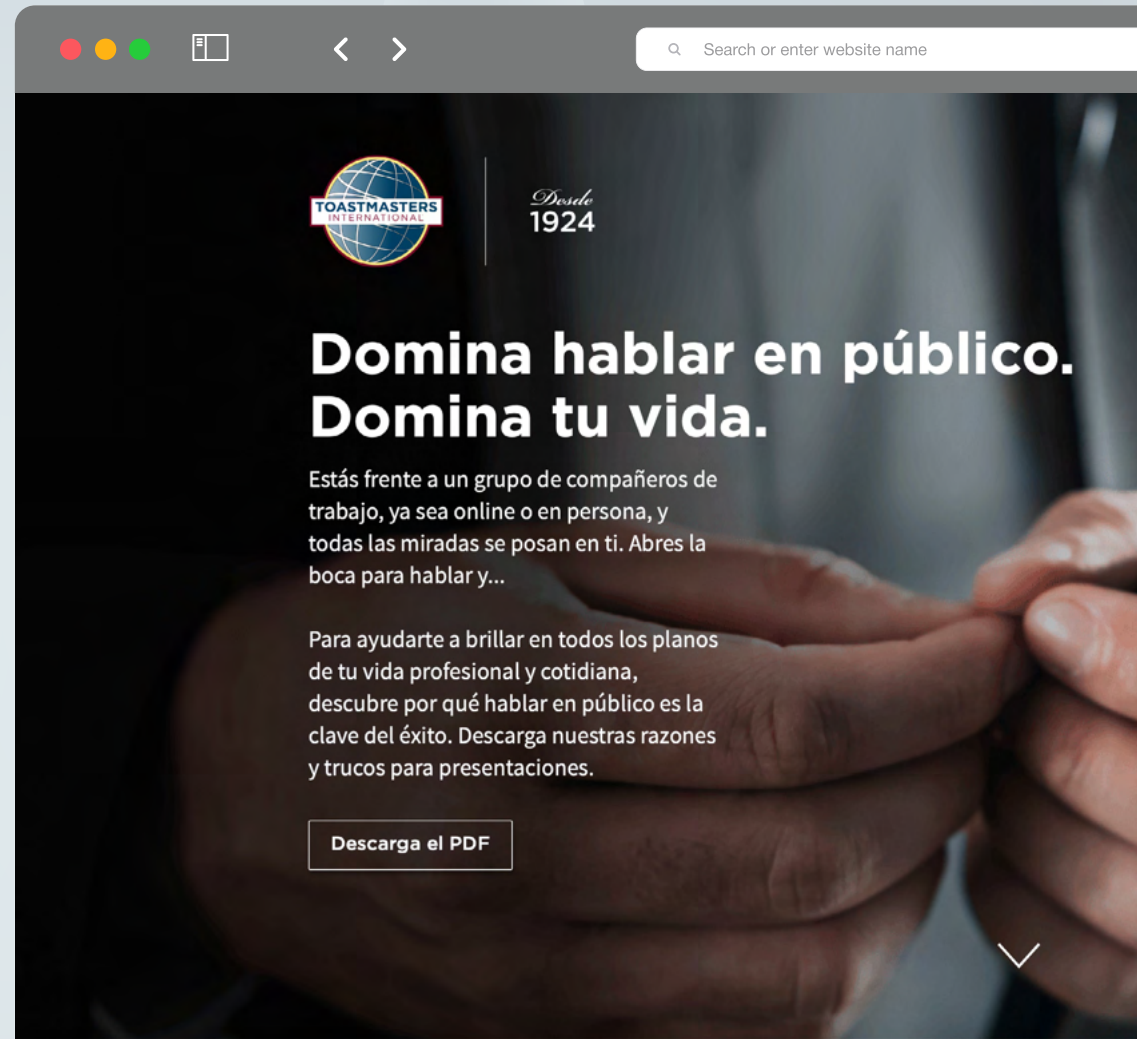 Search or enter website name
TOASTMASTERS
INTERNATIONAL
Desde
1924
Domina hablar en público.
Domina tu vida.
Estás frente a un grupo de compañeros de
trabajo, ya sea online o en persona, y
todas las miradas se posan en ti. Abres la
boca para hablar y...
Para ayudarte a brillar en todos los planos
de tu vida profesional y cotidiana,
descubre por qué hablar en público es la
clave del éxito. Descarga nuestras razones
y trucos para presentaciones.
Descarga el PDF